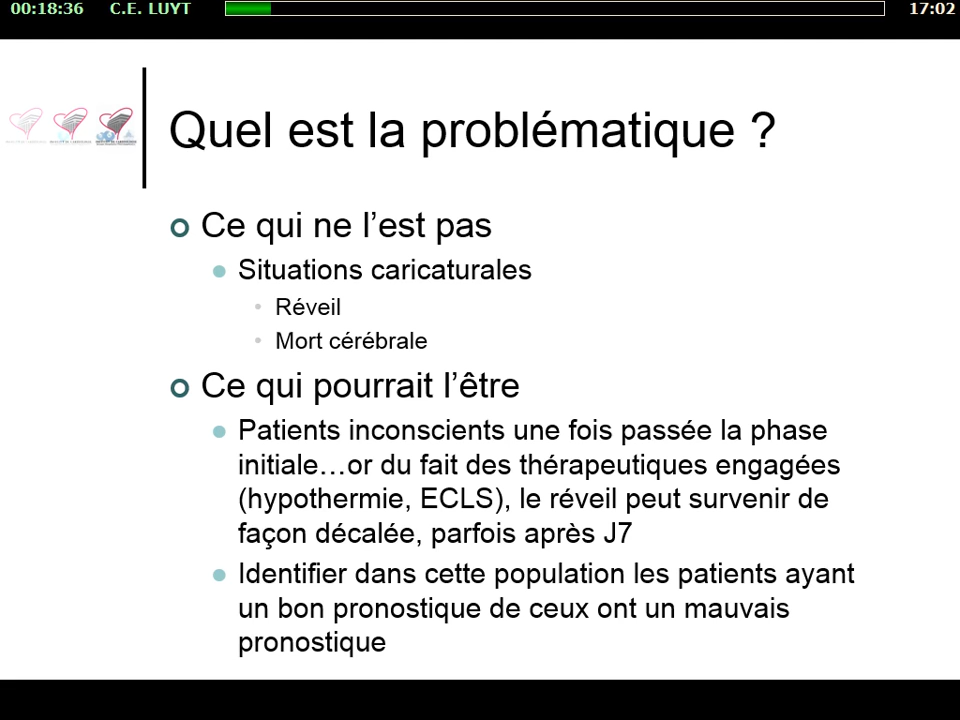 00:18:36 C.E. LUYT 17:02
Quel est la problématique ?
Ce qui ne l’est pas
Situations caricaturales
Réveil
Mort cérébrale
Ce qui pourrait l’être
Patients inconscients une fois passée la phase
initiale…or du fait des thérapeutiques engagées
(hypothermie, ECLS), le réveil peut survenir de
façon décalée, parfois après J7
Identifier dans cette population les patients ayant
un bon pronostique de ceux ont un mauvais
pronostique